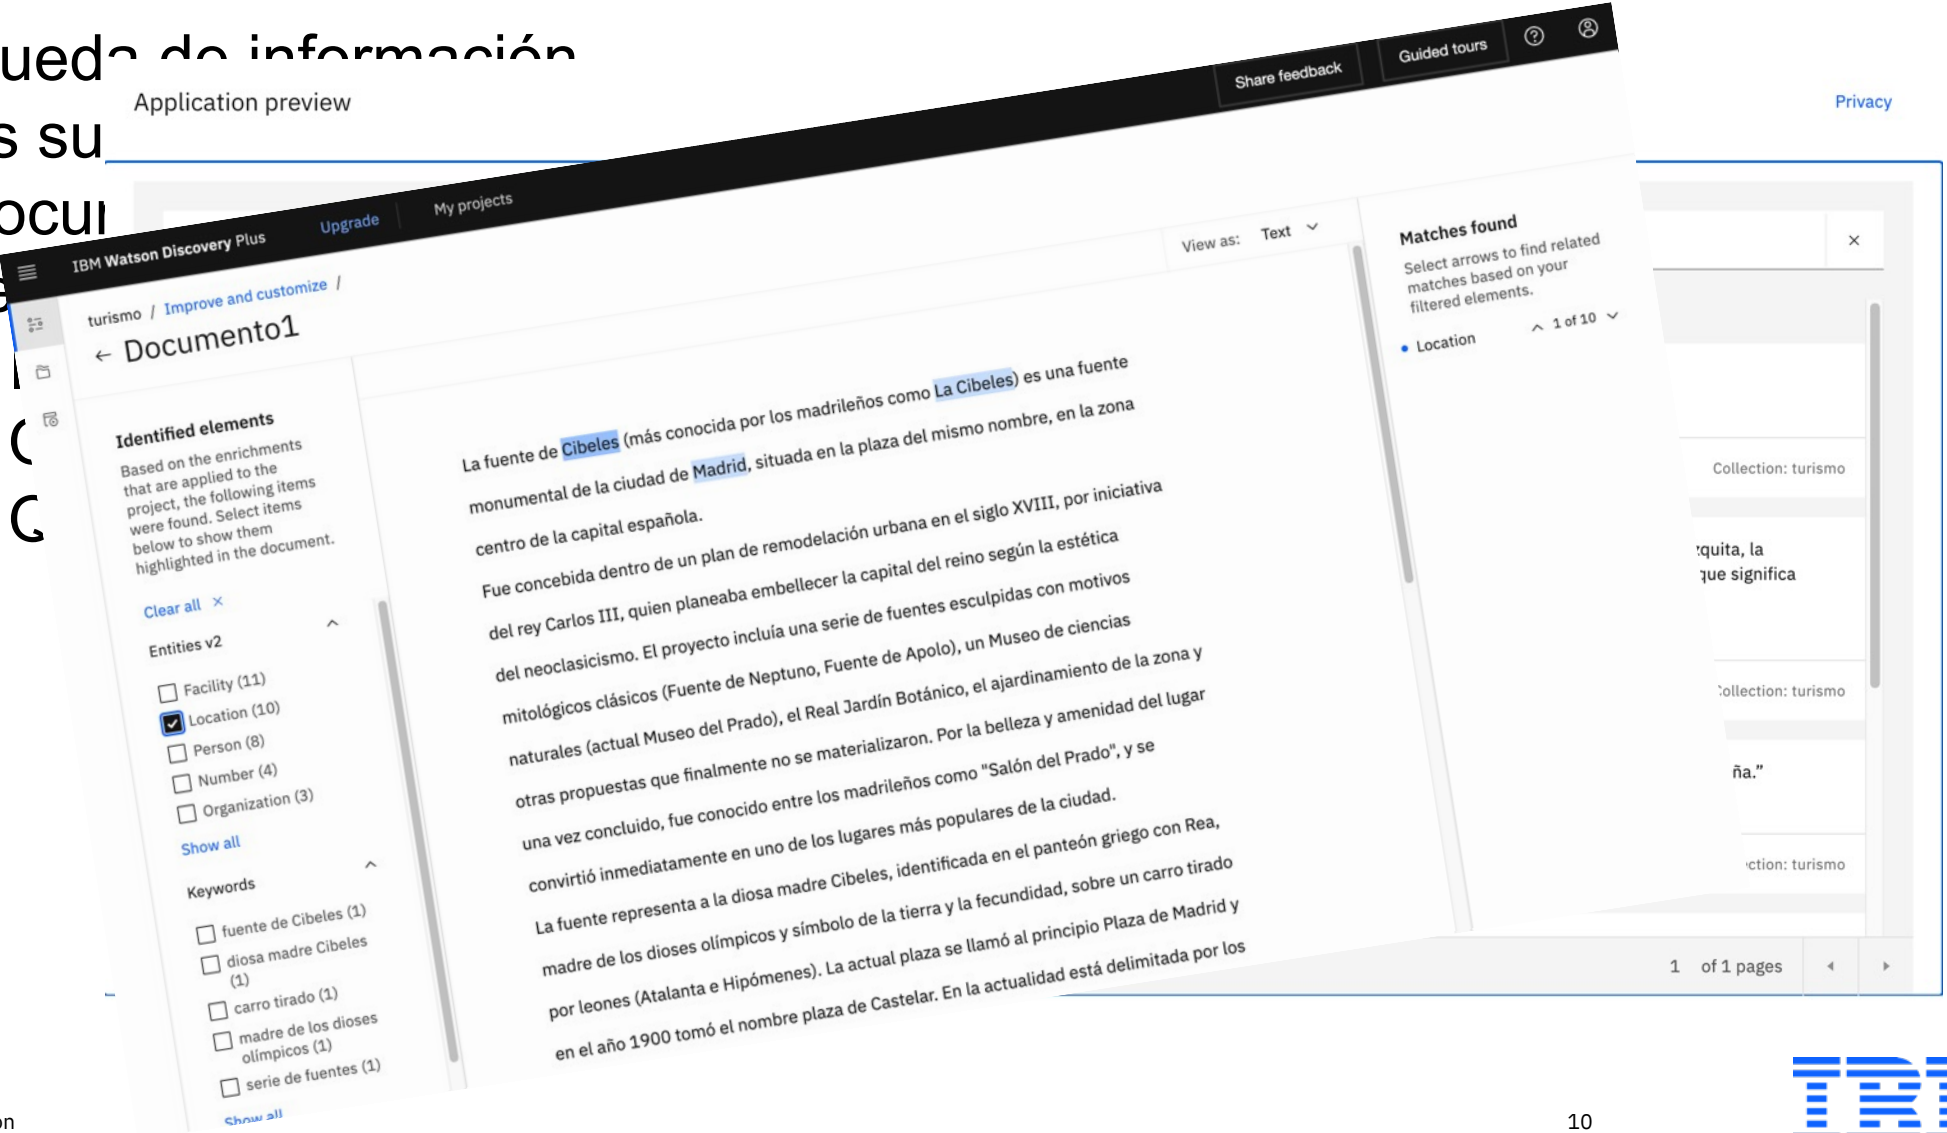 de información
s su
Application preview
Privacy
Share feedback
Guided tours
IBM Watson Discovery Plus
Upgrade
My projects
turismo / Improve and customize /
← Documento1
View as: Text
Matches found
Select arrows to find related
matches based on your
filtered elements.
Location
1 of 10
Identified elements
Based on the enrichments
that are applied to the
project, the following items
were found. Select items
below to show them
highlighted in the document.
Clear all ×
Entities v2
Facility (11)
Location (10)
Person (8)
Number (4)
Organization (3)
Show all
Keywords
fuente de Cibeles (1)
diosa madre Cibeles
(1)
carro tirado (1)
madre de los dioses
olímpicos (1)
serie de fuentes (1)
Show all
La fuente de Cibeles (más conocida por los madrileños como La Cibeles) es una fuente
monumental de la ciudad de Madrid, situada en la plaza del mismo nombre, en la zona
centro de la capital española.
Fue concebida dentro de un plan de remodelación urbana en el siglo XVIII, por iniciativa
del rey Carlos III, quien planeaba embellecer la capital del reino según la estética
del neoclasicismo. El proyecto incluía una serie de fuentes esculpidas con motivos
mitológicos clásicos (Fuente de Neptuno, Fuente de Apolo), un Museo de ciencias
naturales (actual Museo del Prado), el Real Jardín Botánico, el ajardinamiento de la zona y
otras propuestas que finalmente no se materializaron. Por la belleza y amenidad del lugar
una vez concluido, fue conocido entre los madrileños como "Salón del Prado", y se
convirtió inmediatamente en uno de los lugares más populares de la ciudad.
La fuente representa a la diosa madre Cibeles, identificada en el panteón griego con Rea,
madre de los dioses olímpicos y símbolo de la tierra y la fecundidad, sobre un carro tirado
por leones (Atalanta e Hipómenes). La actual plaza se llamó al principio Plaza de Madrid y
en el año 1900 tomó el nombre plaza de Castelar. En la actualidad está delimitada por los
Collection: turismo
zquita, la
que significa
ollection: turismo
ña.”
ction: turismo
1 of 1 pages
on
10
IBM